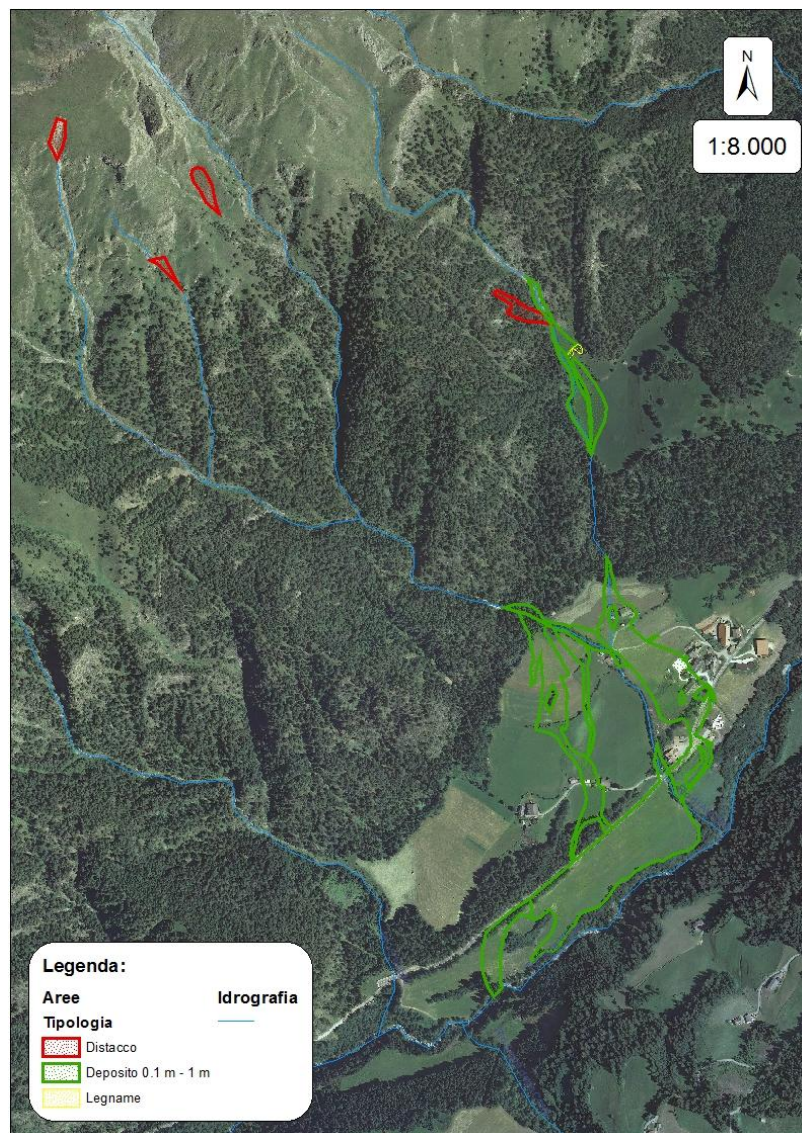 N
1:8.000
Legenda:
Aree Idrografia
Tipologia
Distacco
Deposito 0.1 m - 1 m
Legname